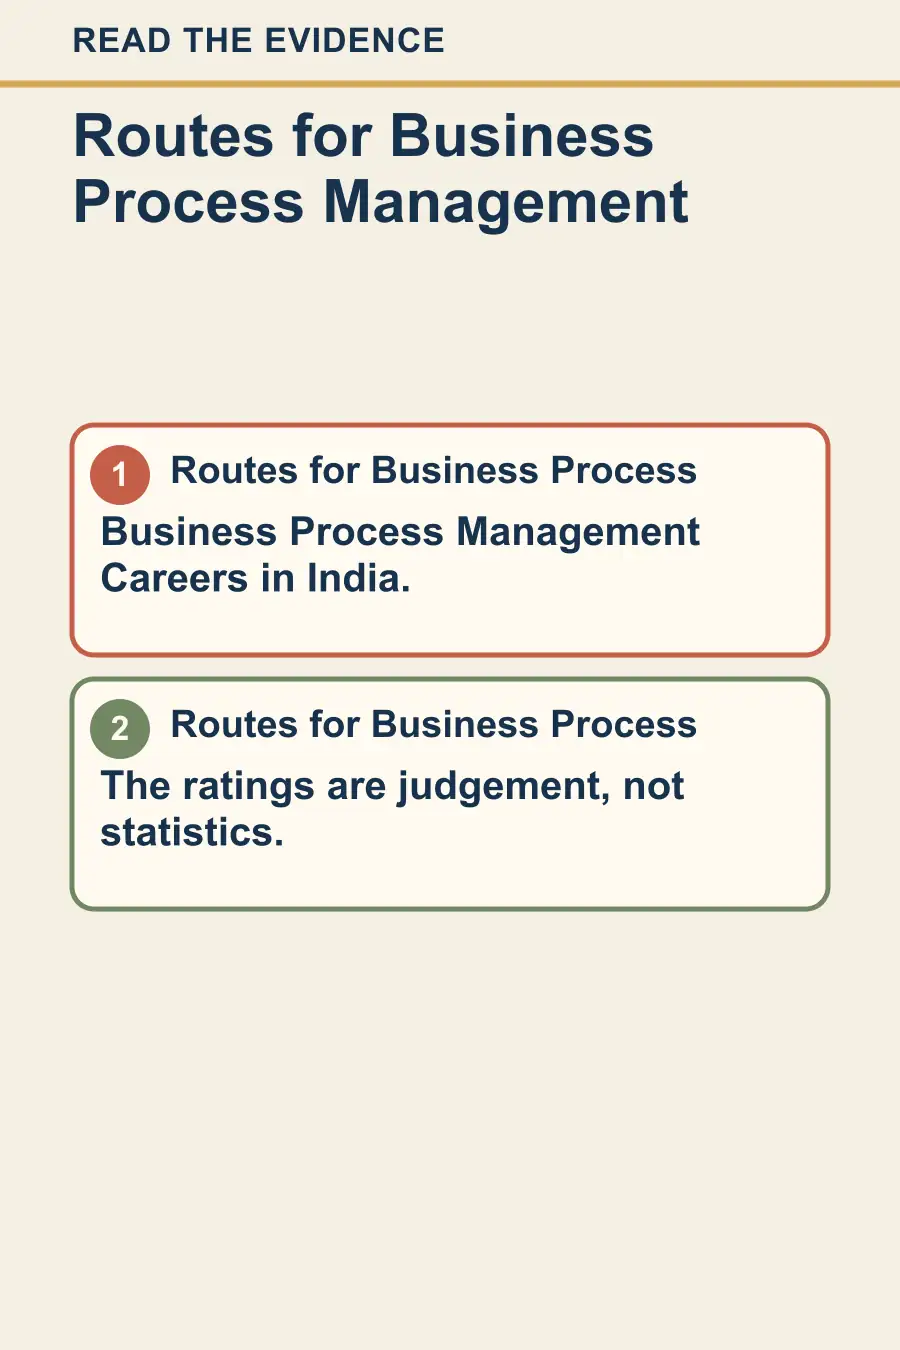 READ THE EVIDENCE
Routes for Business
Process Management
1 Routes for Business Process
Business Process Management
Careers in India.
2 Routes for Business Process
The ratings are judgement, not
statistics.